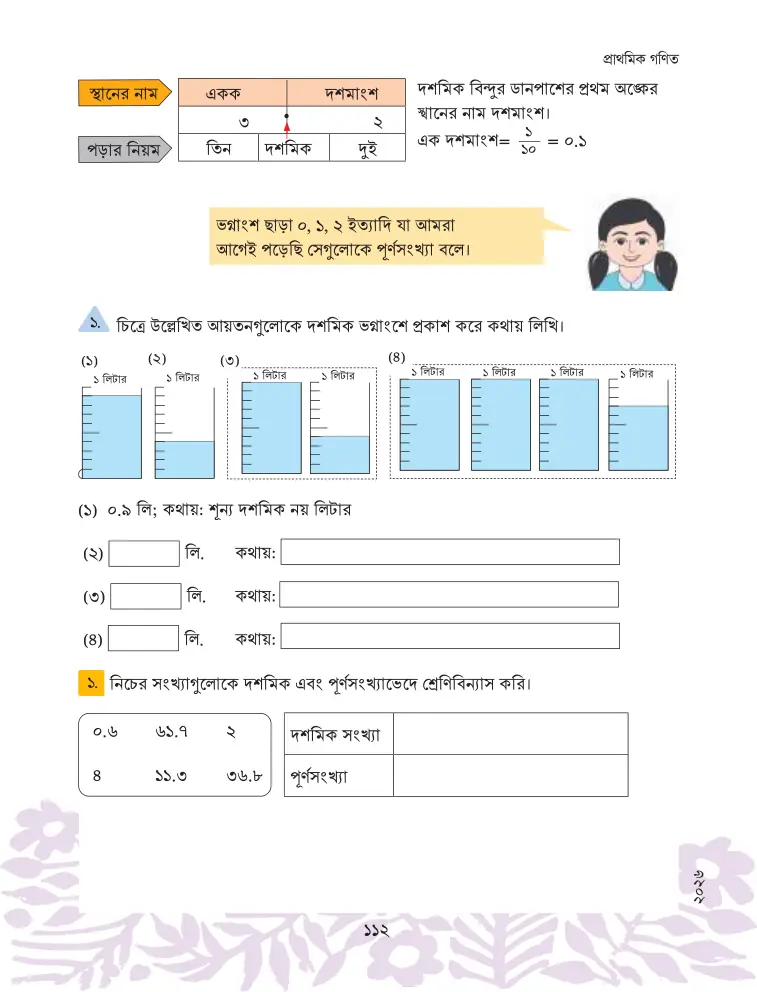 প্রাথমিক গণিত
স্থানের নাম
একক দশমাংশ
৩ . ২
পড়ার নিয়ম
তিন দশমিক দুই
দশমিক বিন্দুর ডানপাশের প্রথম অঙ্কের
স্থানের নাম দশমাংশ।
এক দশমাংশ= ১/১০ = ০.১
ভগ্নাংশ ছাড়া ০, ১, ২ ইত্যাদি যা আমরা
আগেই পড়েছি সেগুলোকে পূর্ণসংখ্যা বলে।
১. চিত্রে উল্লেখিত আয়তনগুলোকে দশমিক ভগ্নাংশে প্রকাশ করে কথায় লিখি।
(১) (২) (৩) (৪)
১ লিটার ১ লিটার ১ লিটার ১ লিটার ১ লিটার ১ লিটার ১ লিটার ১ লিটার
(১) ০.৯ লি; কথায়: শূন্য দশমিক নয় লিটার
(২) লি. কথায়:
(৩) লি. কথায়:
(৪) লি. কথায়:
১. নিচের সংখ্যাগুলোকে দশমিক এবং পূর্ণসংখ্যাভেদে শ্রেণিবিন্যাস করি।
০.৬ ৬১.৭ ২
৪ ১১.৩ ৩৬.৮
দশমিক সংখ্যা
পূর্ণসংখ্যা
২০২৬
১১২